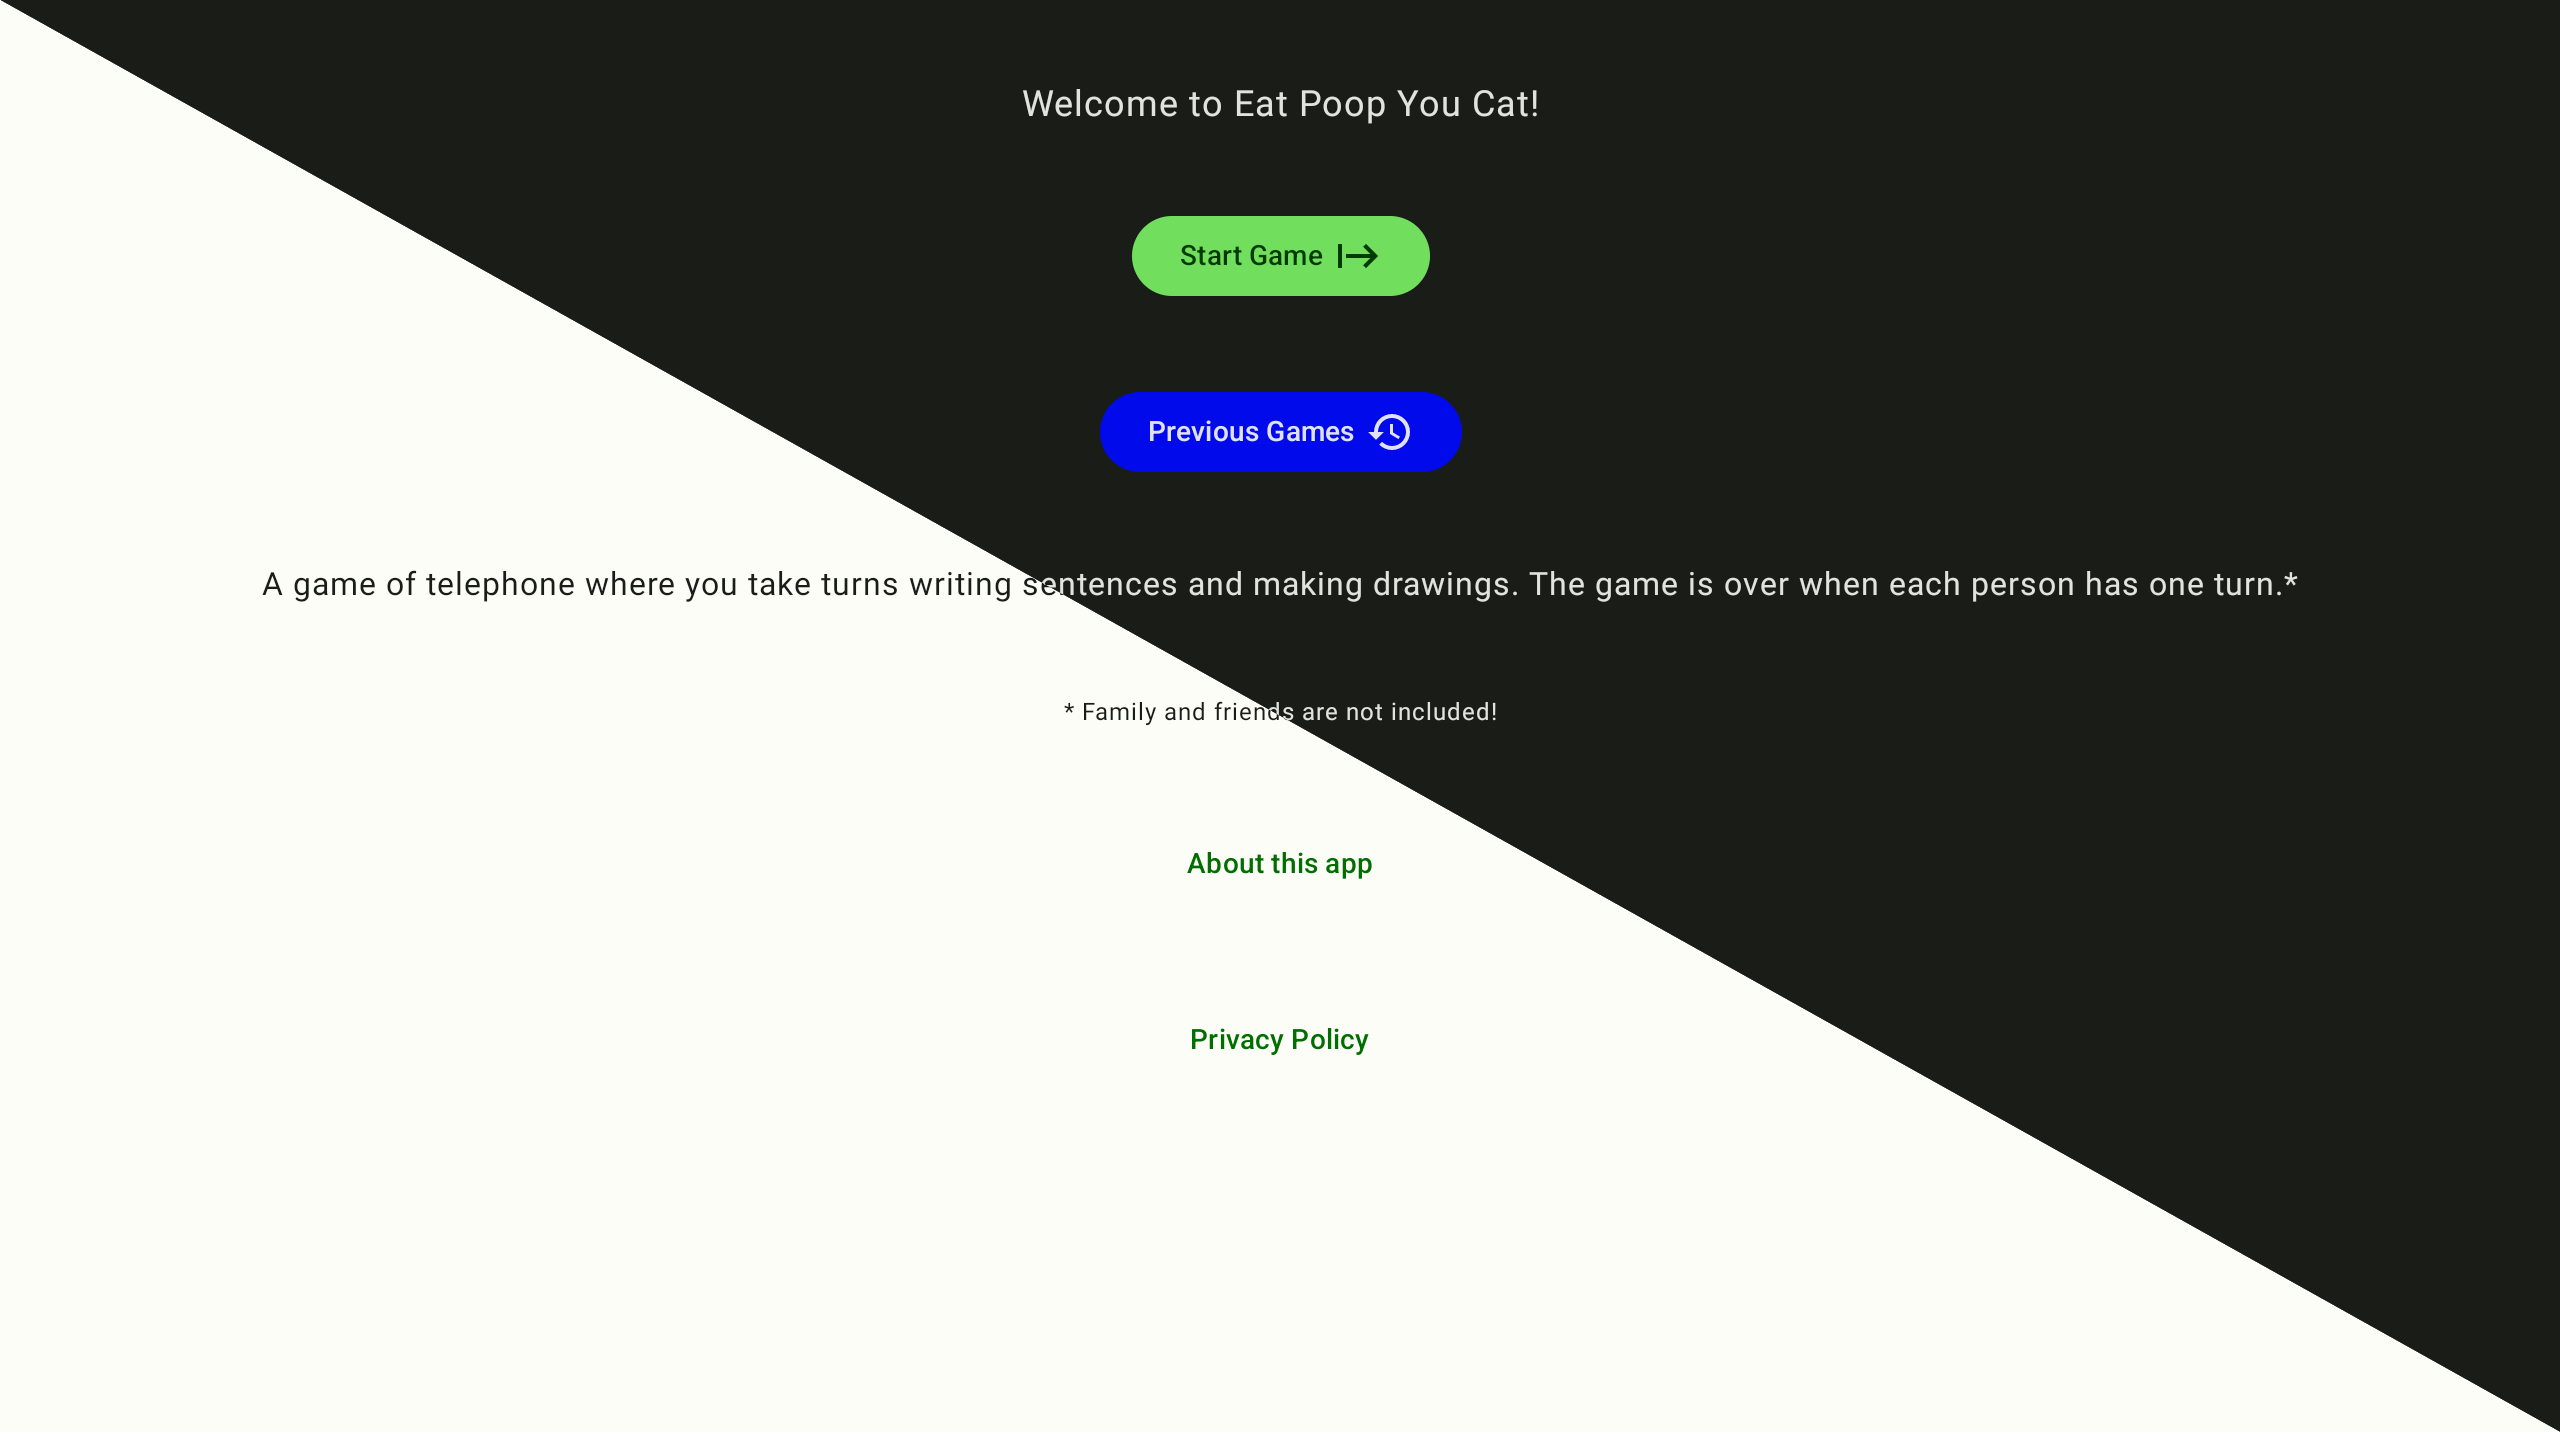 Welcome to Eat Poop You Cat!
Start Game
Previous Games
A game of telephone where you take turns writing sentences and making drawings. The game is over when each person has one turn.*
* Family and friends are not included!
About this app
Privacy Policy